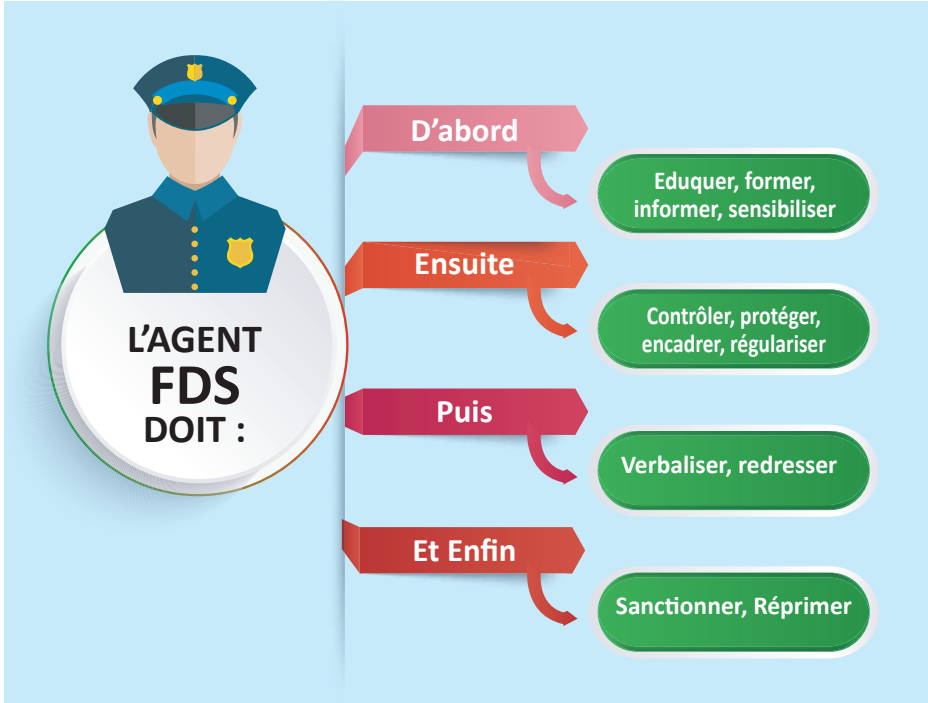 L'AGENT
FDS
DOIT :
D'abord
Eduquer, former,
informer, sensibiliser
Ensuite
Contrôler, protéger,
encadrer, régulariser
Puis
Verbaliser, redresser
Et Enfin
Sanctionner, Réprimer